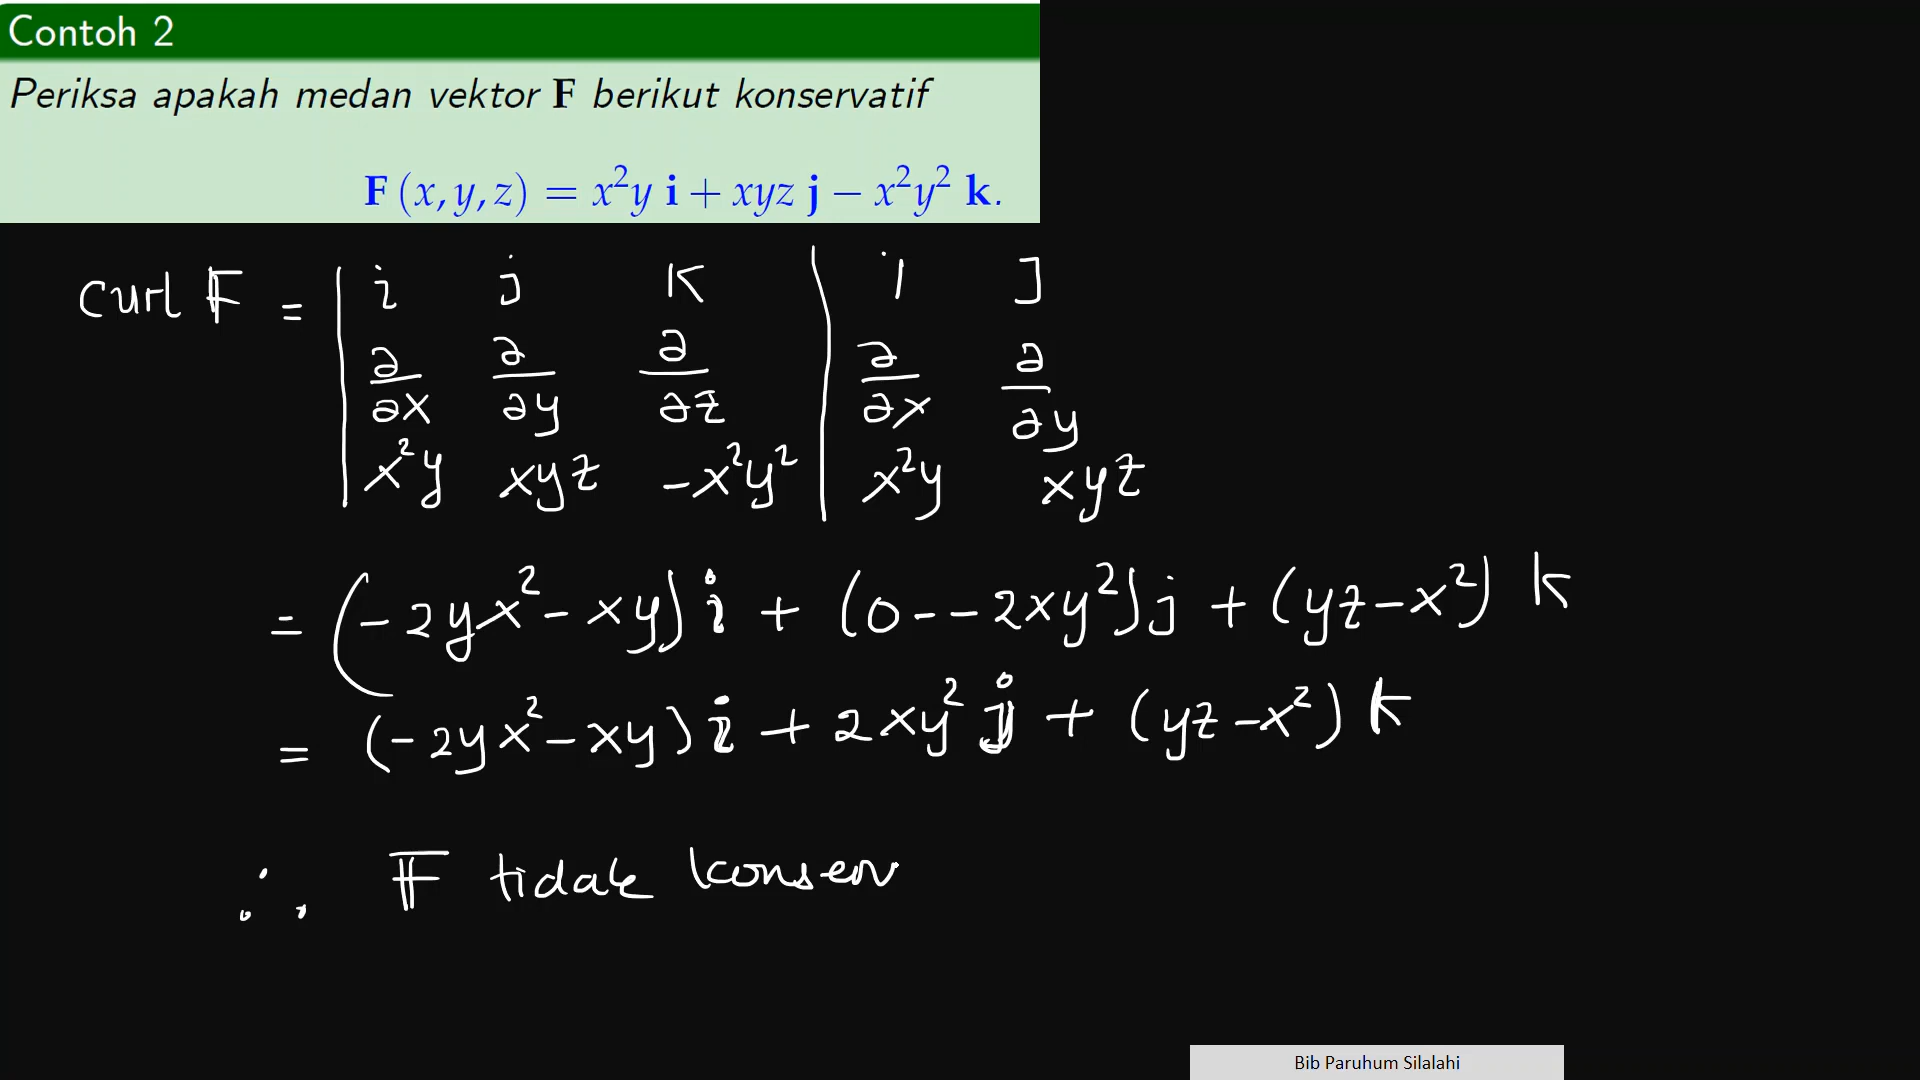 Contoh 2
Periksa apakah medan vektor F berikut konservatif
F (x, y, z) = x²y i + xyz j − x²y² k.
curl F = | i j k | i j
∂/∂x ∂/∂y ∂/∂z | ∂/∂x ∂/∂y
x²y xyz -x²y² | x²y xyz
= (-2yx² - xy) i + (0 - - 2xy²) j + (yz - x²) k
= (-2yx² - xy) i + 2xy² j + (yz - x²) k
∴ F tidak konserv
Bib Paruhum Silalahi